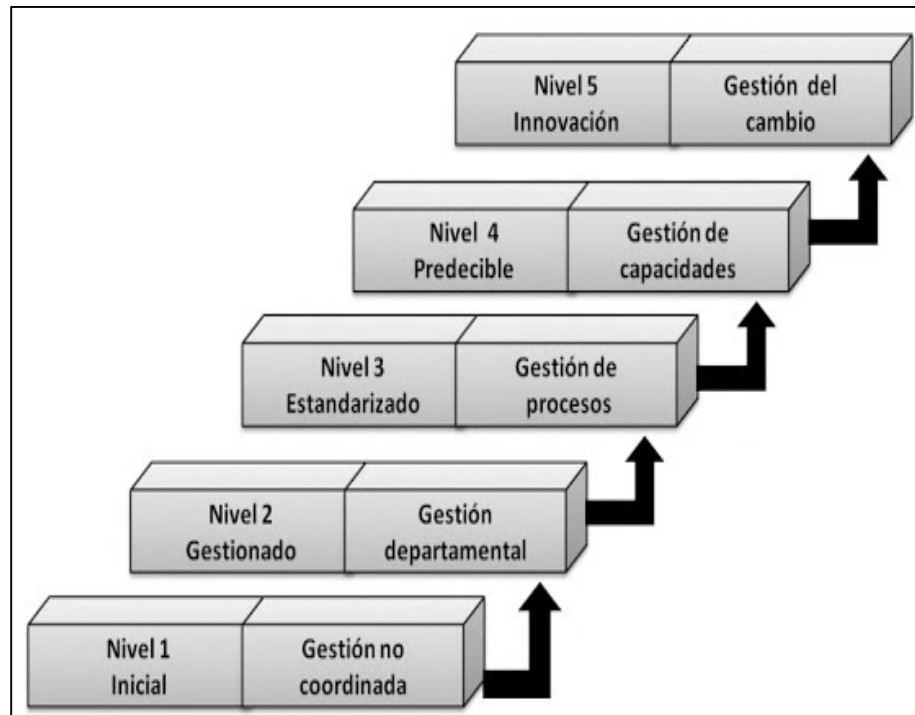 Nivel 5
Innovación
Gestión del
cambio
Nivel 4
Predecible
Gestión de
capacidades
Nivel 3
Estandarizado
Gestión de
procesos
Nivel 2
Gestionado
Gestión
departamental
Nivel 1
Inicial
Gestión no
coordinada